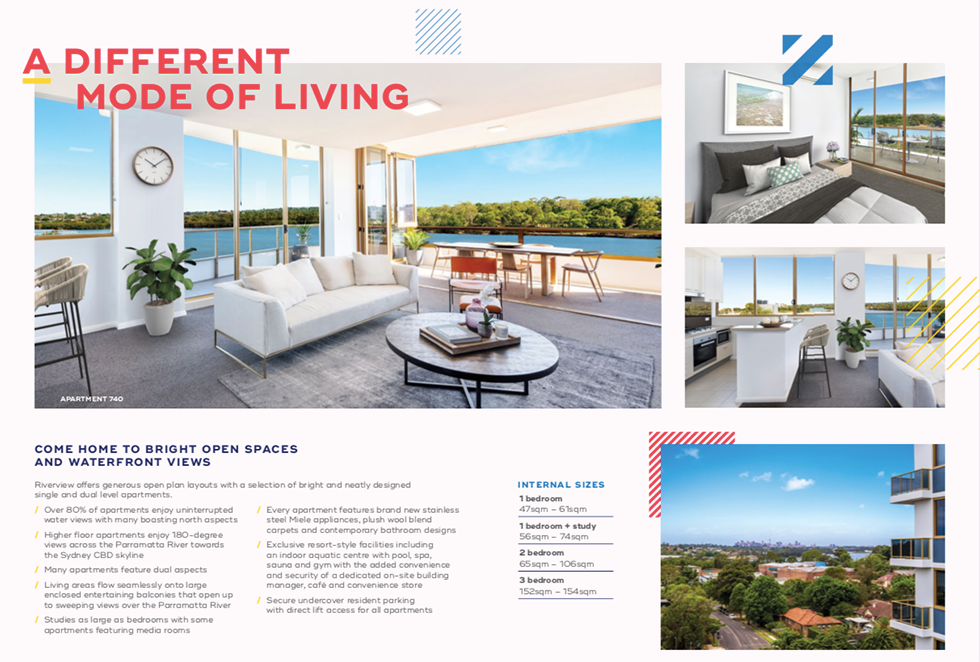 A DIFFERENT
MODE OF LIVING
APARTMENT 740
COME HOME TO BRIGHT OPEN SPACES
AND WATERFRONT VIEWS
Riverview offers generous open plan layouts with a selection of bright and neatly designed
single and dual level apartments.
/ Over 80% of apartments enjoy uninterrupted
water views with many boasting north aspects
/ Higher floor apartments enjoy 180-degree
views across the Parramatta River towards
the Sydney CBD skyline
/ Many apartments feature dual aspects
/ Living areas flow seamlessly onto large
enclosed entertaining balconies that open up
to sweeping views over the Parramatta River
/ Studies as large as bedrooms with some
apartments featuring media rooms
/ Every apartment features brand new stainless
steel Miele appliances, plush wool blend
carpets and contemporary bathroom designs
/ Exclusive resort-style facilities including
an indoor aquatic centre with pool, spa,
sauna and gym with the added convenience
and security of a dedicated on-site building
manager, café and convenience store
/ Secure undercover resident parking
with direct lift access for all apartments
INTERNAL SIZES
1 bedroom
47sqm – 61sqm
1 bedroom + study
56sqm – 74sqm
2 bedroom
65sqm – 106sqm
3 bedroom
152sqm – 154sqm